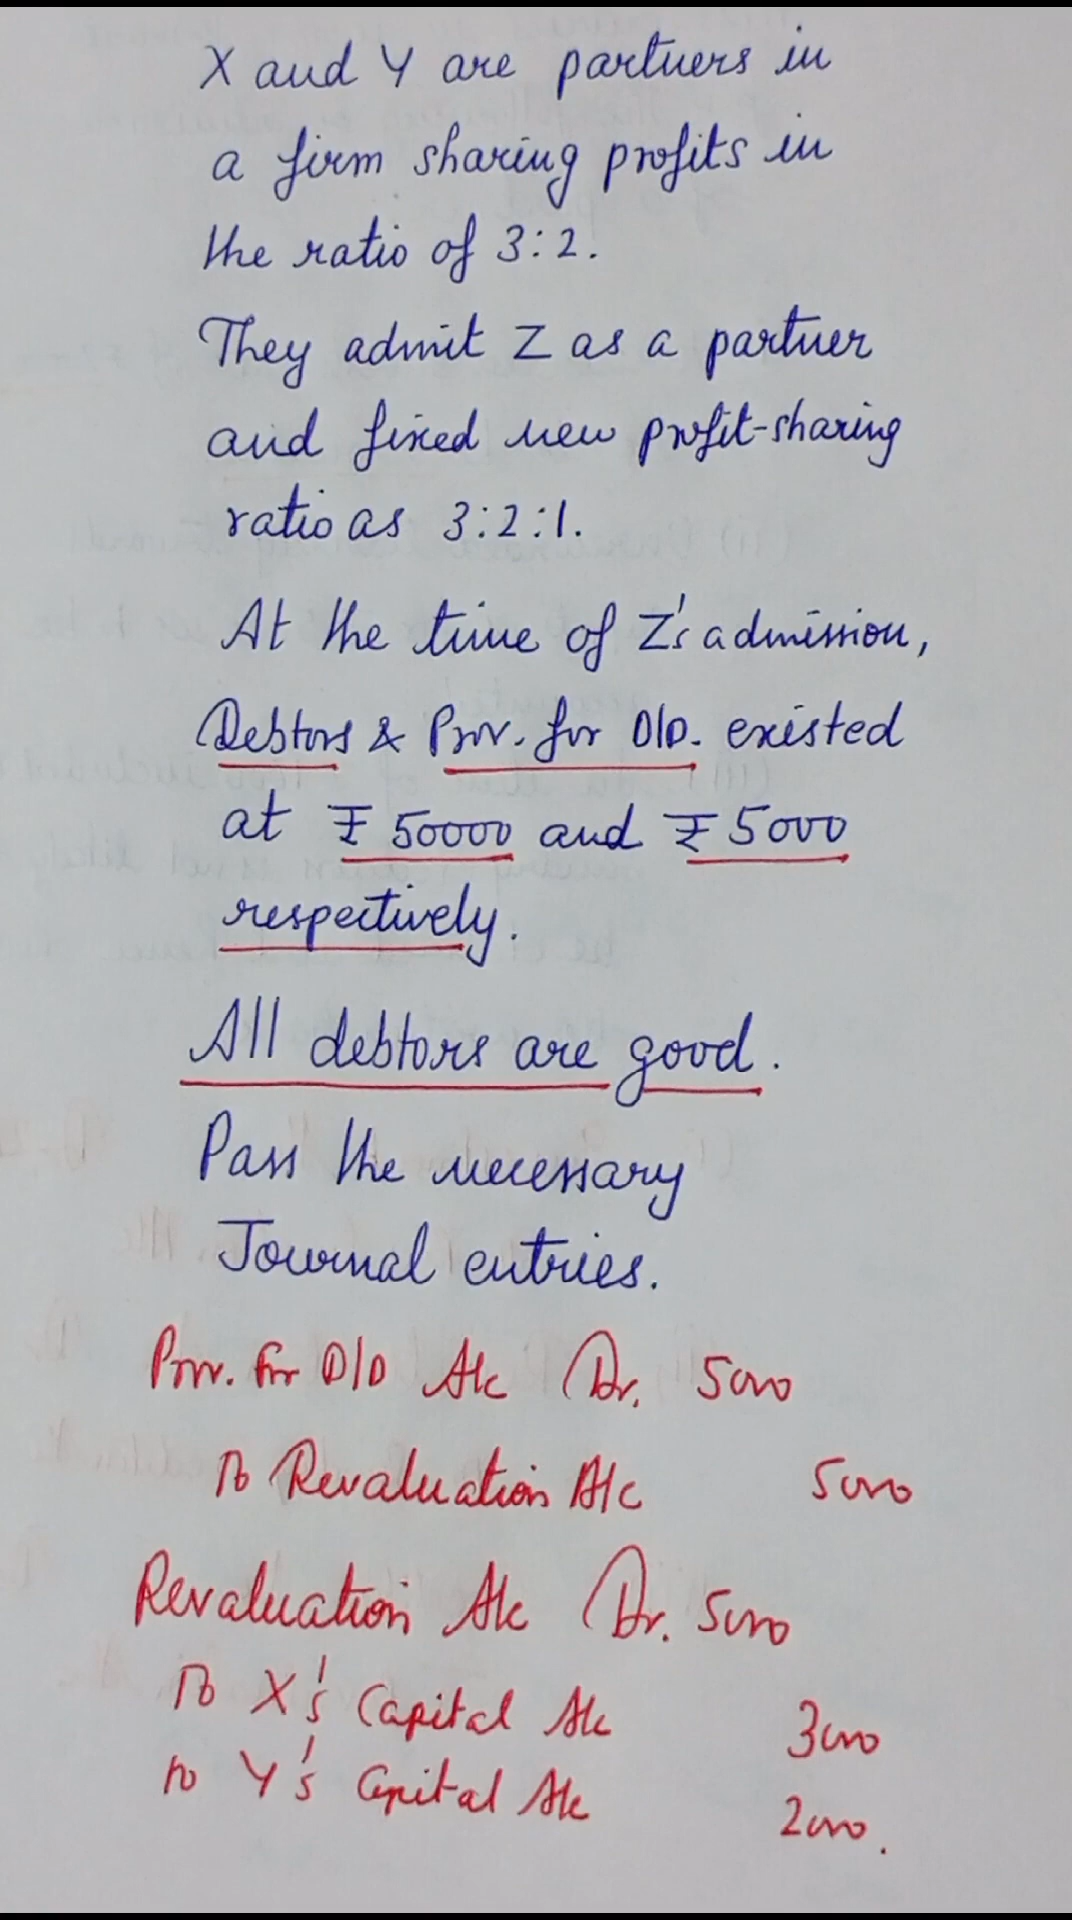 X and Y are partners in
a firm sharing profits in
the ratio of 3:2.
They admit Z as a partner
and fixed new profit-sharing
ratio as 3:2:1.
At the time of Z's admission,
Debtors & Prov. for D/D. existed
at ₹ 50000 and ₹ 5000
respectively.
All debtors are good.
Pass the necessary
Journal entries.
Prov. for D/D A/c Dr. 5000
To Revaluation A/c 5000
Revaluation A/c Dr. 5000
To X's Capital A/c 3000
To Y's Capital A/c 2000.